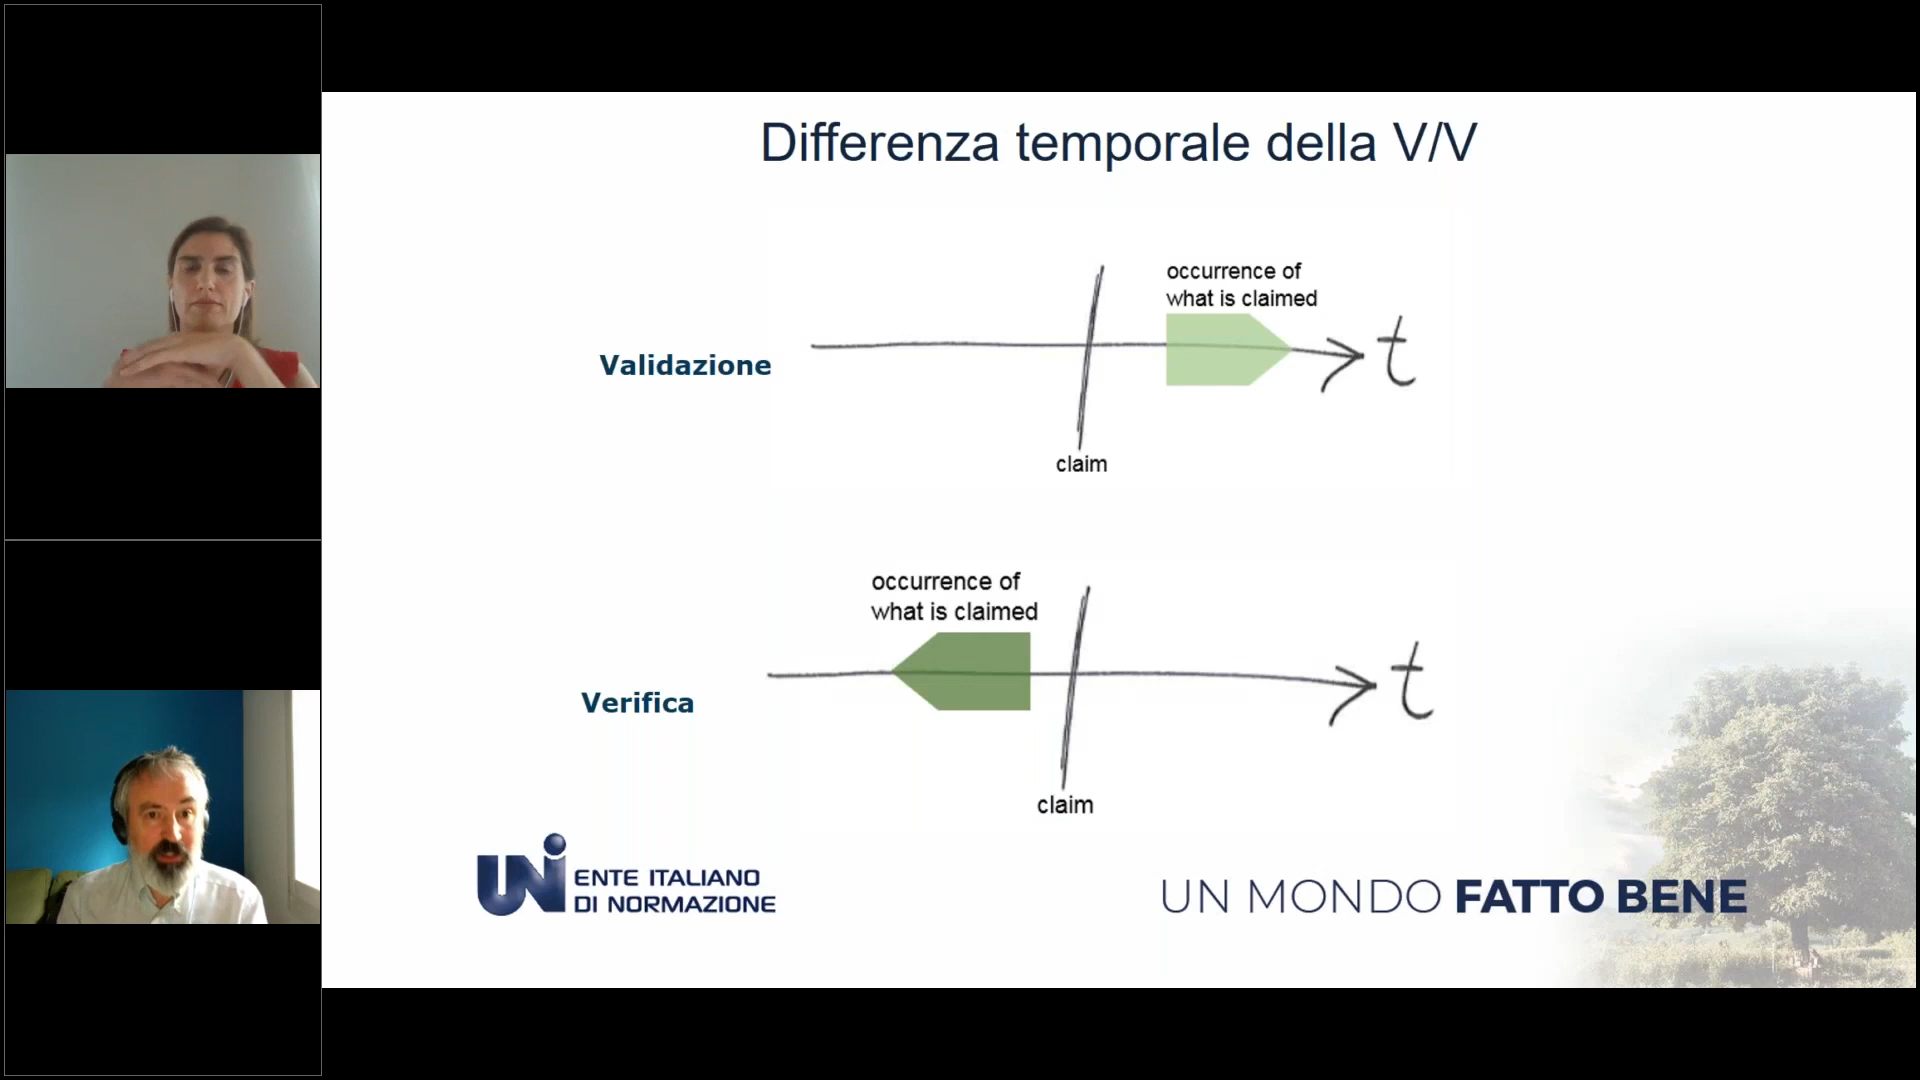 Differenza temporale della V/V
occurrence of
what is claimed
Validazione
t
claim
occurrence of
what is claimed
Verifica
t
claim
UNI
ENTE ITALIANO
DI NORMAZIONE
UN MONDO FATTO BENE